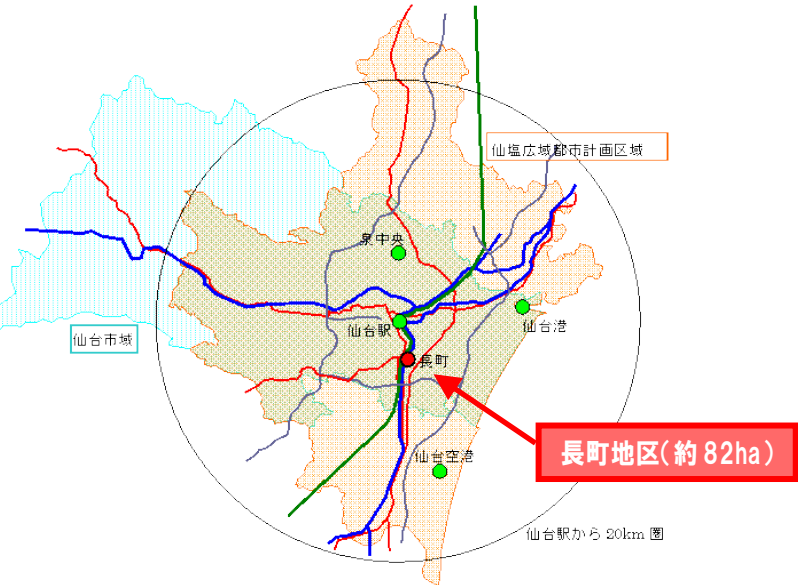 仙塩広域都市計画区域
泉中央
仙台駅
仙台港
仙台市域
長町
長町地区(約82ha)
仙台空港
仙台駅から20km圏